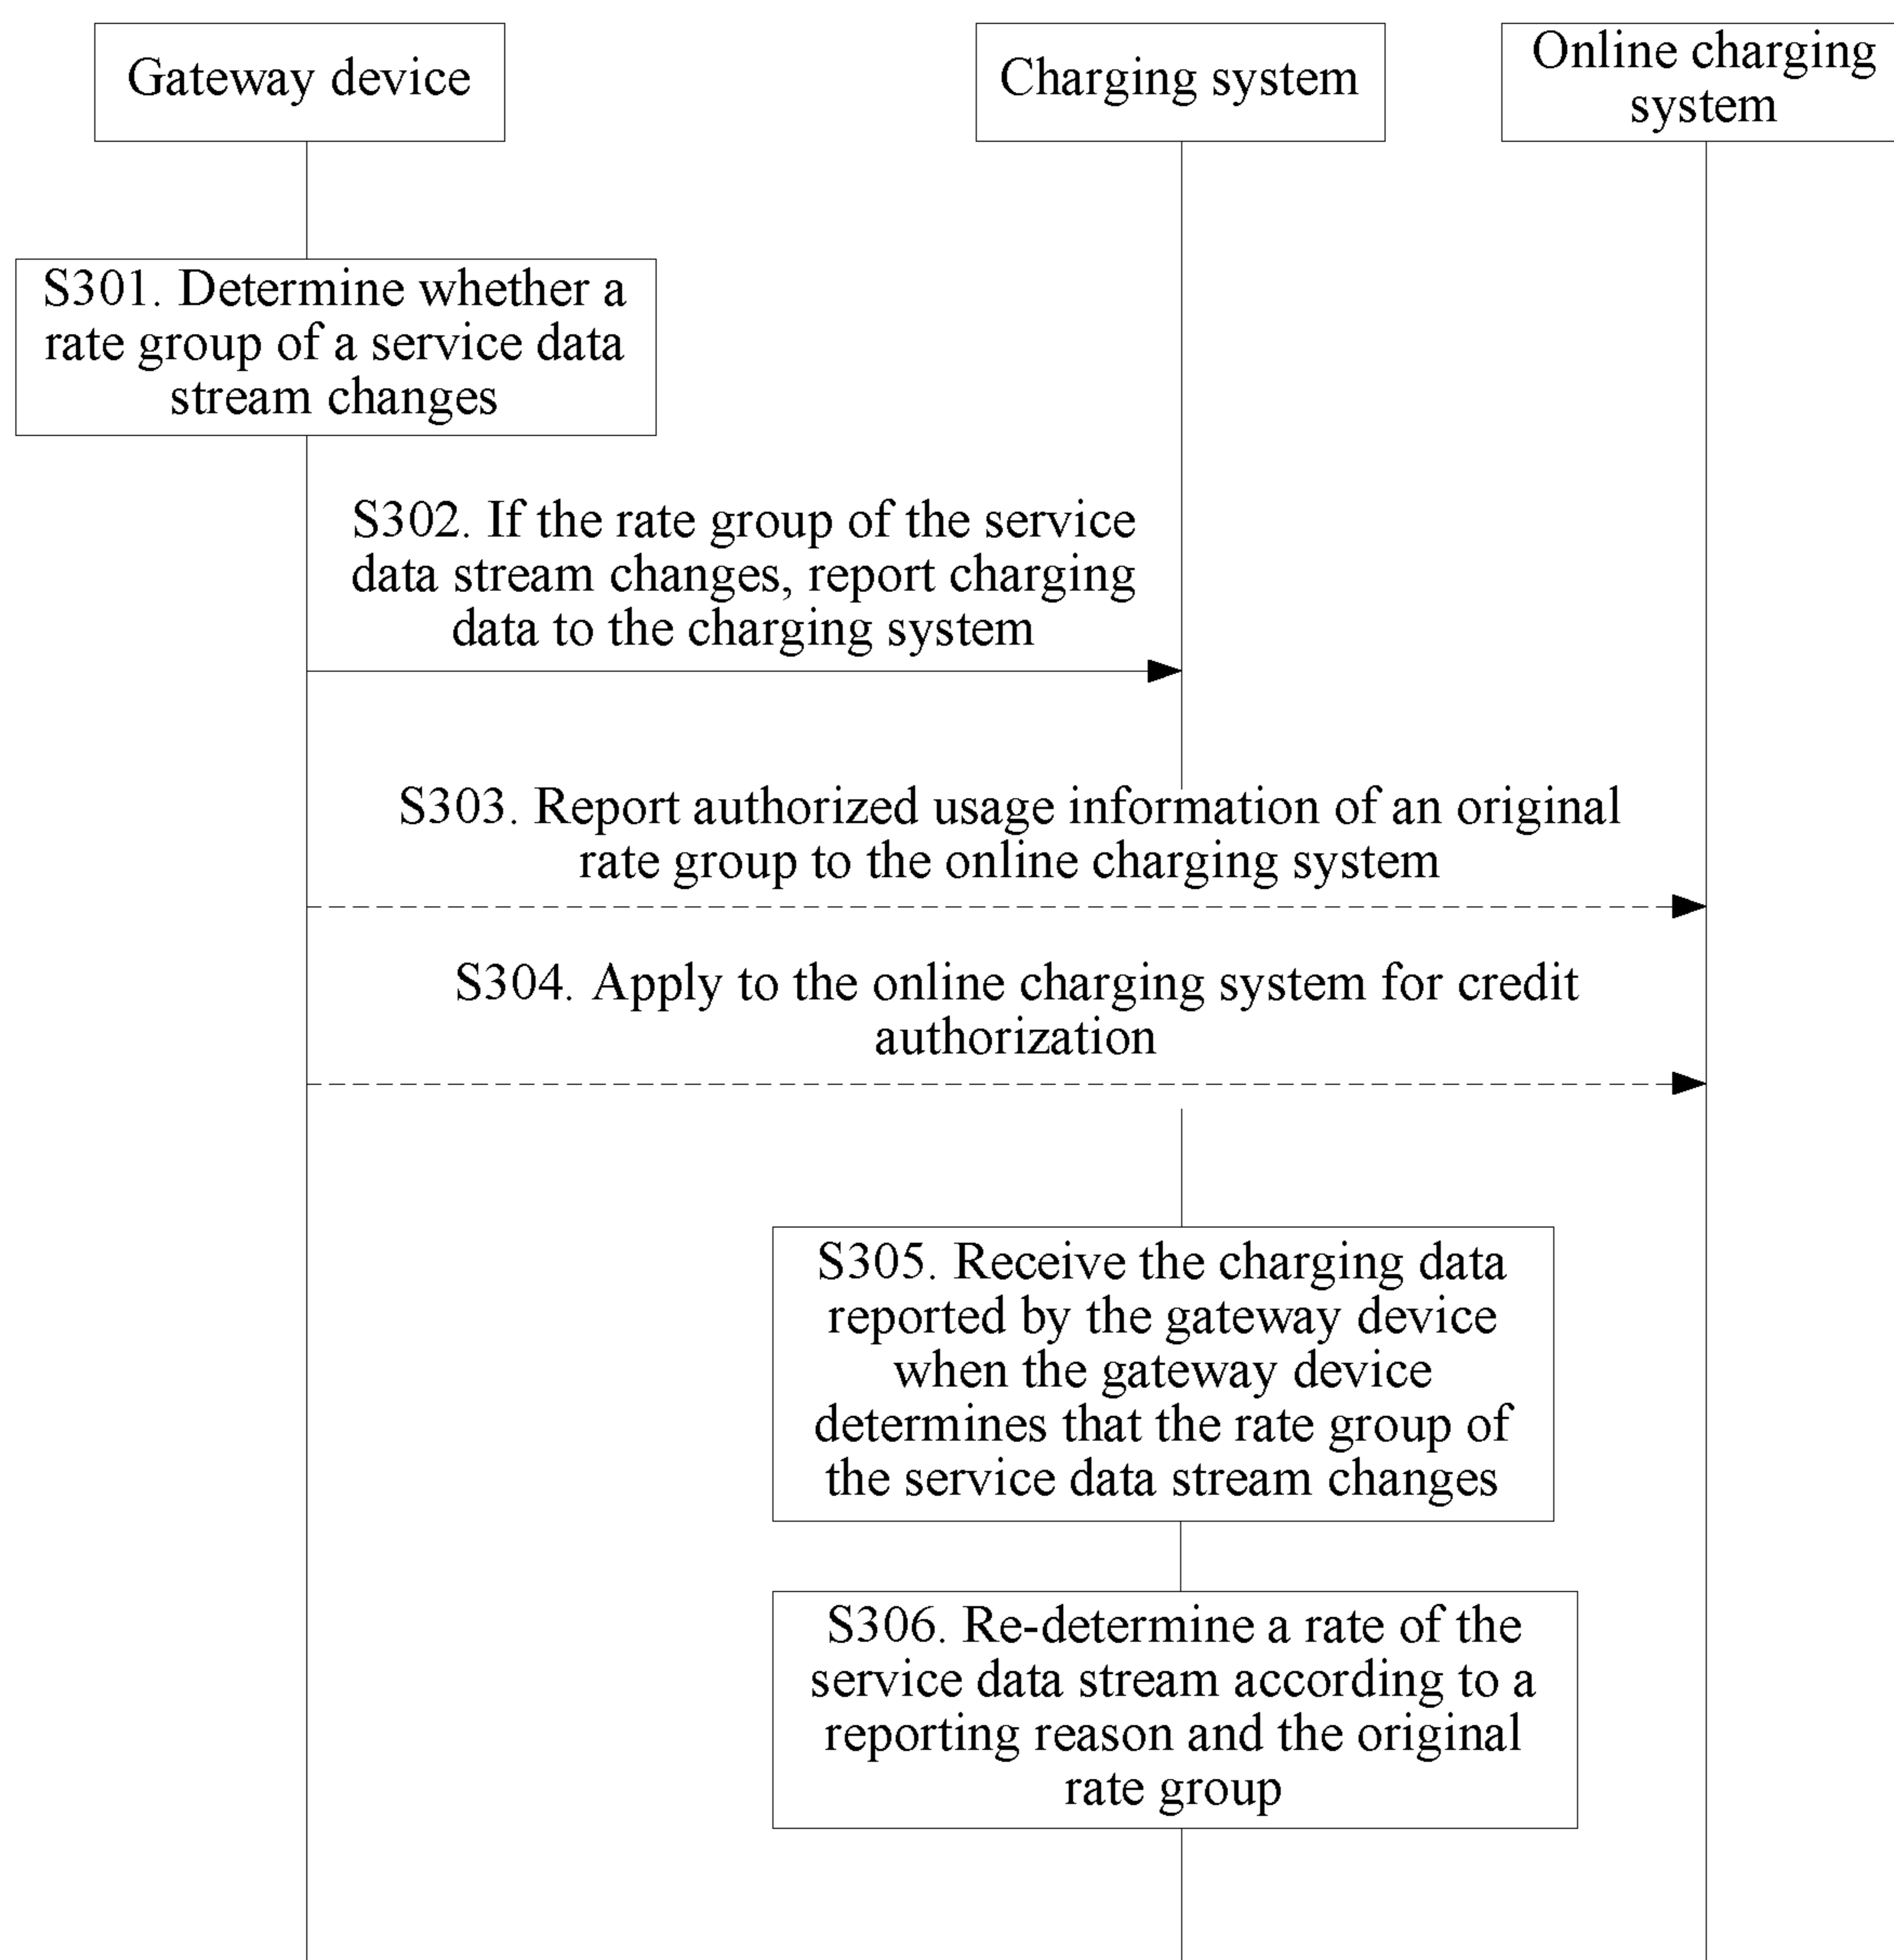 Gateway device
Charging system
Online charging
system
S301. Determine whether a
rate group of a service data
stream changes
S302. If the rate group of the service
data stream changes, report charging
data to the charging system
S303. Report authorized usage information of an original
rate group to the online charging system
S304. Apply to the online charging system for credit
authorization
S305. Receive the charging data
reported by the gateway device
when the gateway device
determines that the rate group of
the service data stream changes
S306. Re-determine a rate of the
service data stream according to a
reporting reason and the original
rate group